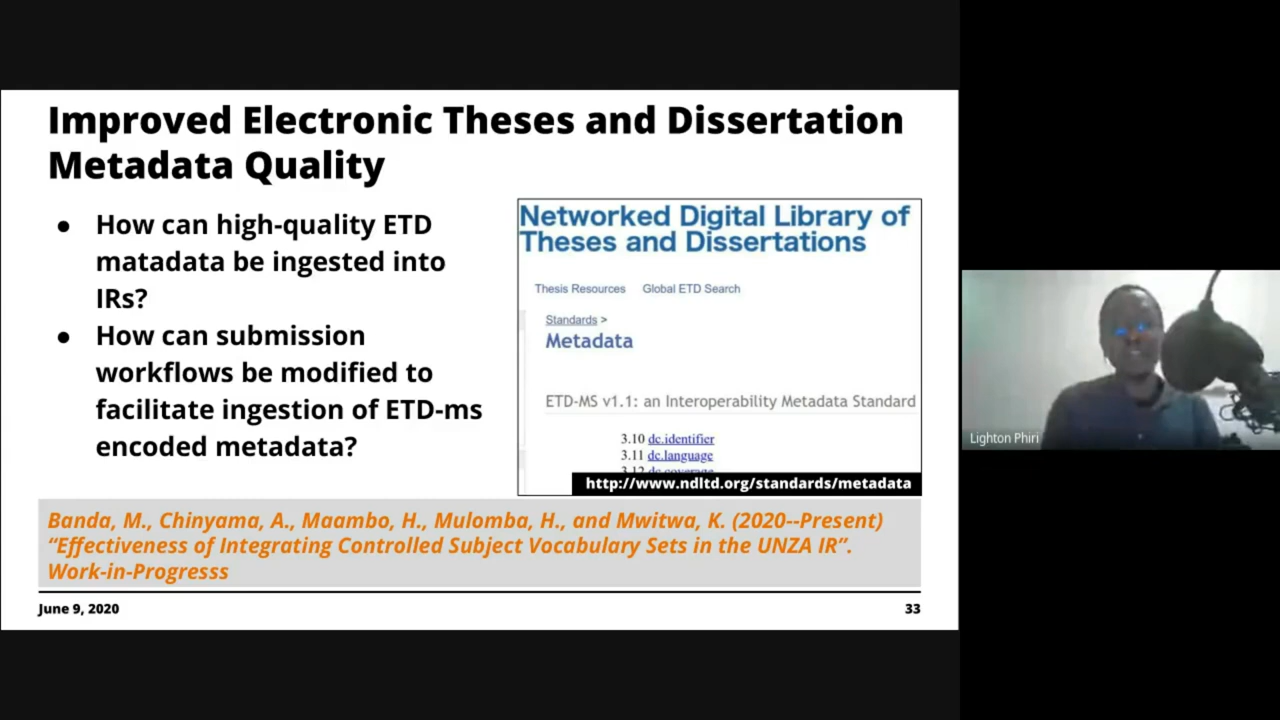 Improved Electronic Theses and Dissertation
Metadata Quality
● How can high-quality ETD
matadata be ingested into
IRs?
● How can submission
workflows be modified to
facilitate ingestion of ETD-ms
encoded metadata?
Networked Digital Library of
Theses and Dissertations
Thesis Resources Global ETD Search
Standards >
Metadata
ETD-MS v1.1: an Interoperability Metadata Standard
3.10 dc.identifier
3.11 dc.language
3.12 dc.coverage
http://www.ndltd.org/standards/metadata
Banda, M., Chinyama, A., Maambo, H., Mulomba, H., and Mwitwa, K. (2020--Present)
“Effectiveness of Integrating Controlled Subject Vocabulary Sets in the UNZA IR”.
Work-in-Progresss
June 9, 2020
33
Lighton Phiri